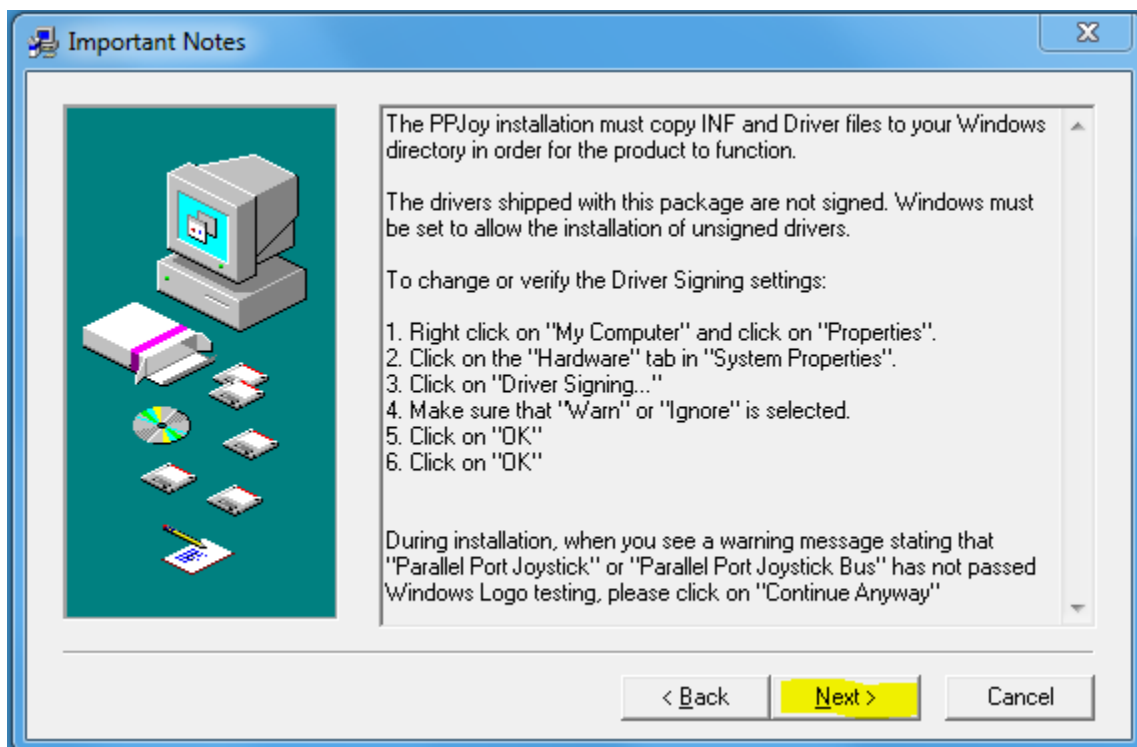 Important Notes
The PPJoy installation must copy INF and Driver files to your Windows
directory in order for the product to function.
The drivers shipped with this package are not signed. Windows must
be set to allow the installation of unsigned drivers.
To change or verify the Driver Signing settings:
1. Right click on "My Computer" and click on "Properties".
2. Click on the "Hardware" tab in "System Properties".
3. Click on "Driver Signing..."
4. Make sure that "Warn" or "Ignore" is selected.
5. Click on "OK"
6. Click on "OK"
During installation, when you see a warning message stating that
"Parallel Port Joystick" or "Parallel Port Joystick Bus" has not passed
Windows Logo testing, please click on "Continue Anyway"
< Back
Next >
Cancel